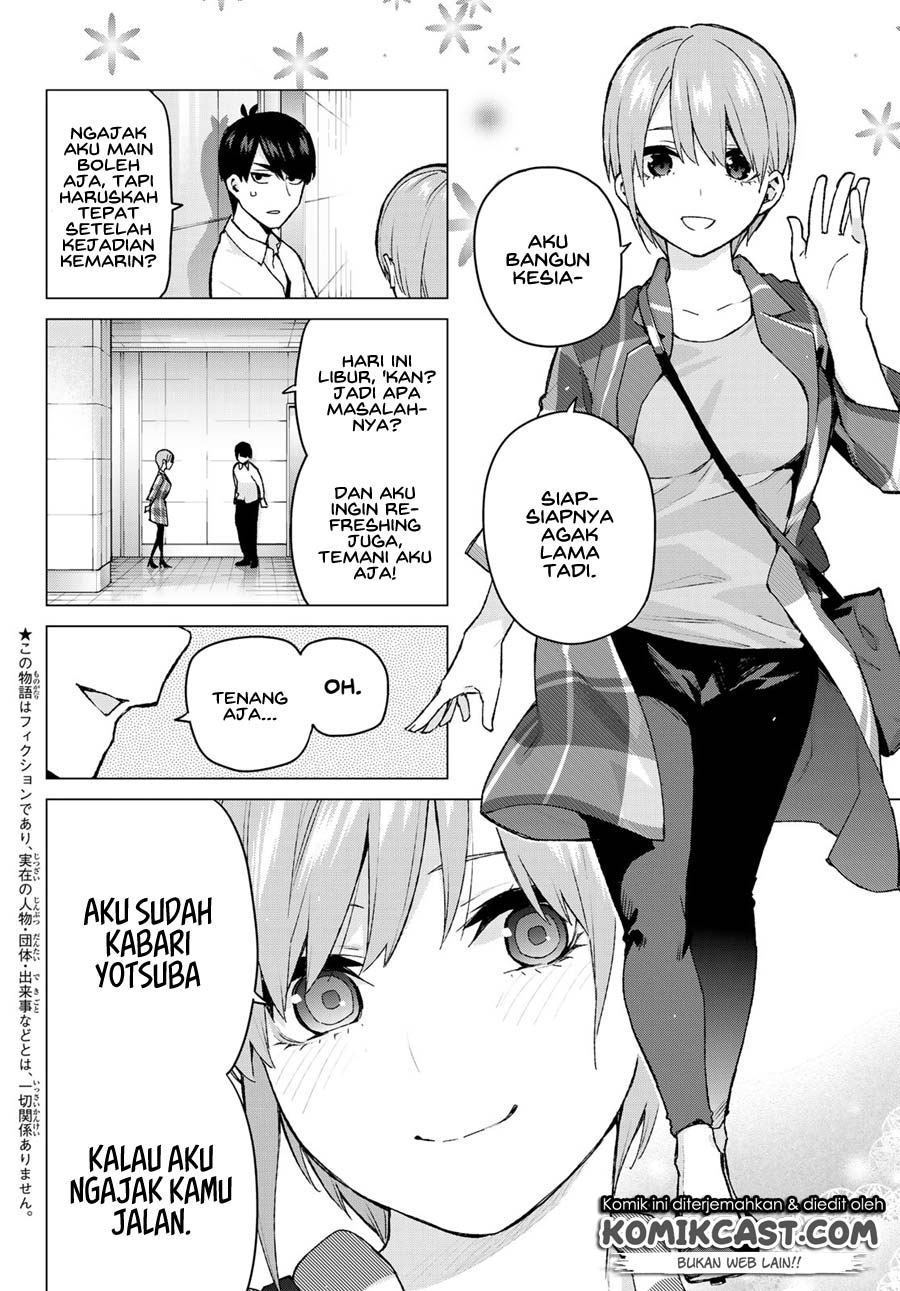 AKU
BANGUN
KESIA-
SIAP-
SIAPNYA
AGAK
LAMA
TADI.
NGAJAK
AKU MAIN
BOLEH
AJA, TAPI
HARUSKAH
TEPAT
SETELAH
KEJADIAN
KEMARIN?
HARI INI
LIBUR, 'KAN?
JADI APA
MASALAH-
NYA?
DAN AKU
INGIN RE-
FRESHING
JUGA,
TEMANI AKU
AJA!
OH.
TENANG
AJA...
AKU SUDAH
KABARI
YOTSUBA
KALAU AKU
NGAJAK KAMU
JALAN.
★この物語はフィクションであり、実在の人物・団体・出来事などとは、一切関係ありません。
Komik ini diterjemahkan & diedit oleh
KOMIKCAST.COM
BUKAN WEB LAIN!!